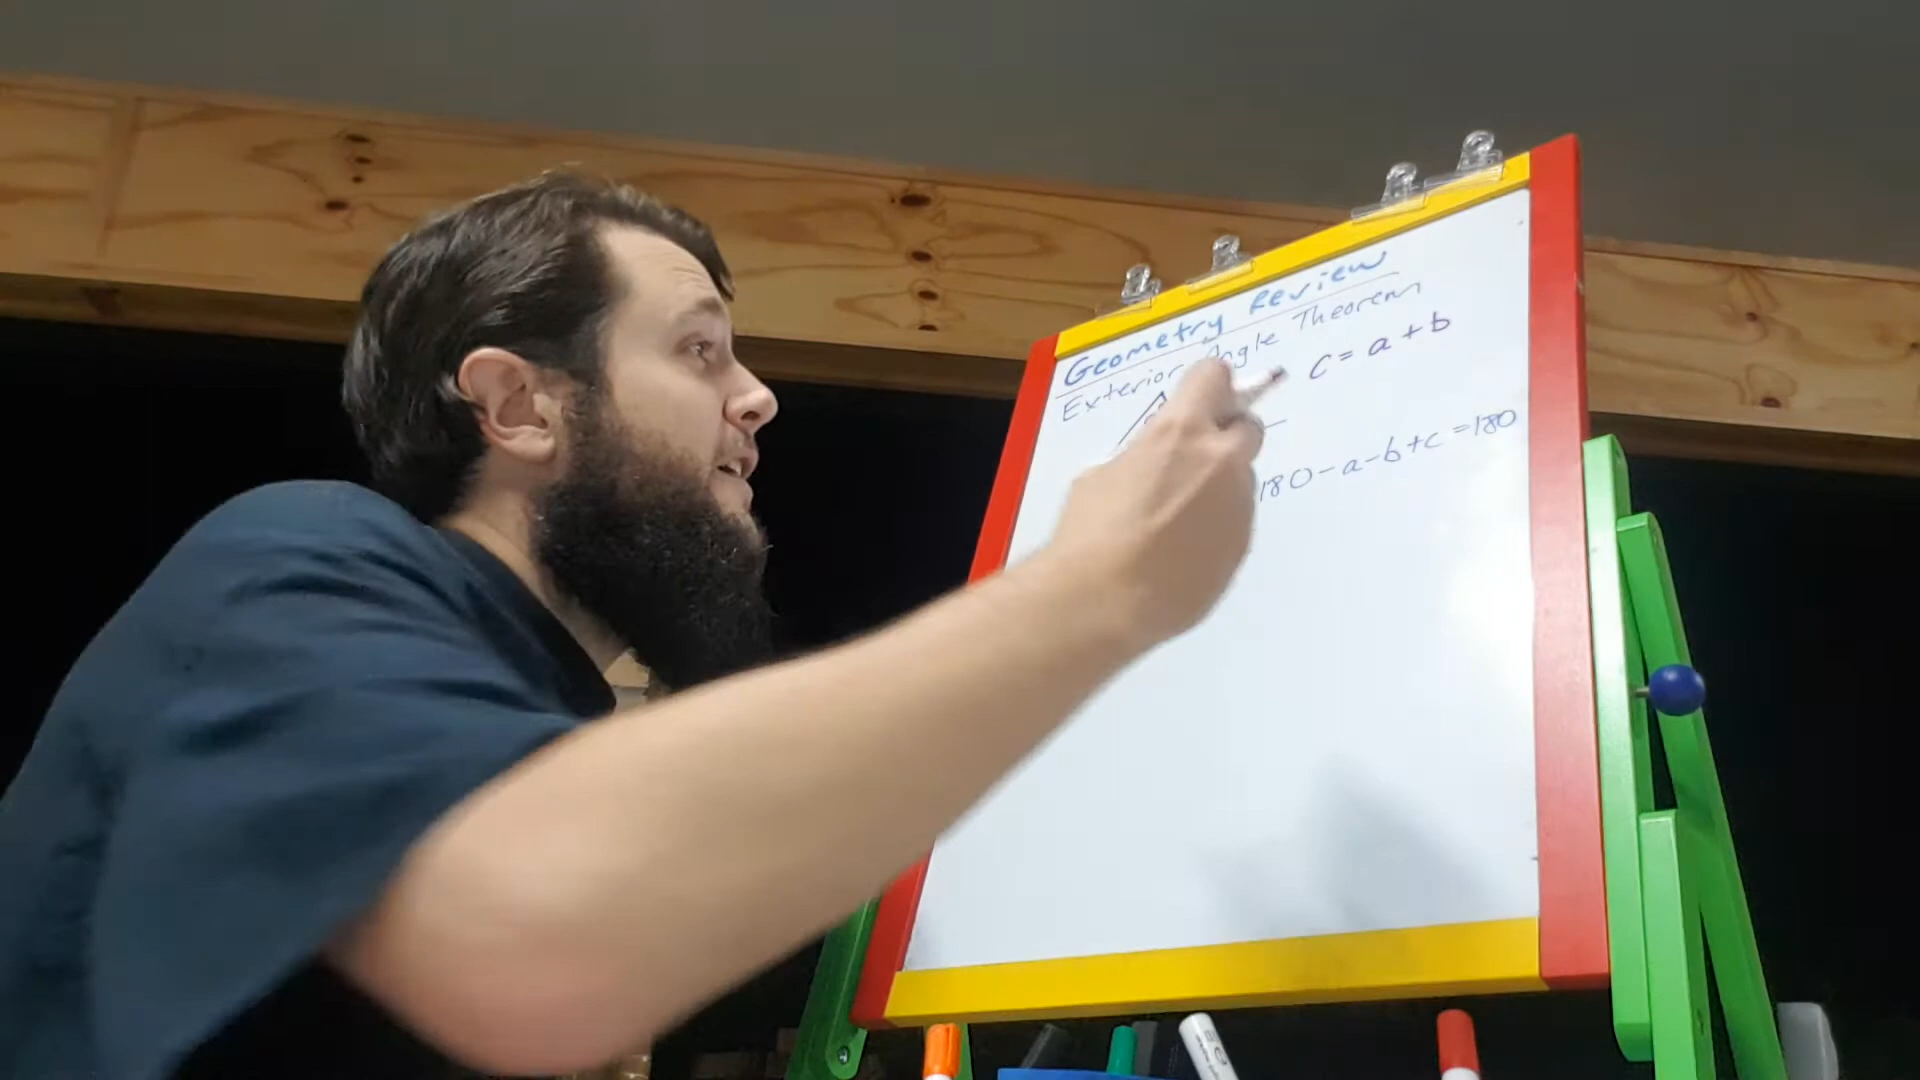 Geometry Review
Exterior Angle Theorem
c = a + b
180 - a - b + c = 180